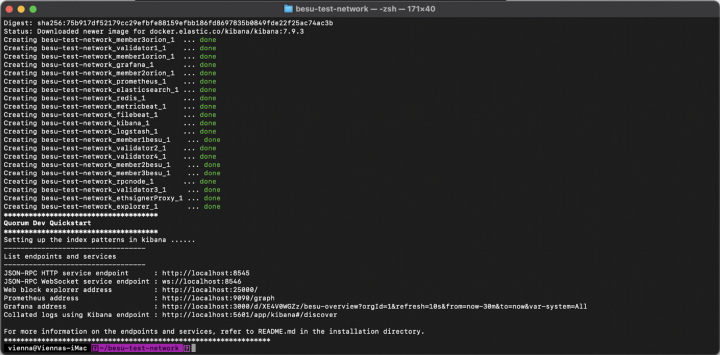 besu-test-network — -zsh — 171×40
Digest: sha256:75b917df52179cc29efbfe88159efbb186fd8697835b0849fde22f25ac74ac3b
Status: Downloaded newer image for docker.elastic.co/kibana/kibana:7.9.3
Creating besu-test-network_member3orion_1 ... done
Creating besu-test-network_validator1_1 ... done
Creating besu-test-network_member1orion_1 ... done
Creating besu-test-network_grafana_1 ... done
Creating besu-test-network_member2orion_1 ... done
Creating besu-test-network_prometheus_1 ... done
Creating besu-test-network_elasticsearch_1 ... done
Creating besu-test-network_redis_1 ... done
Creating besu-test-network_metricbeat_1 ... done
Creating besu-test-network_filebeat_1 ... done
Creating besu-test-network_kibana_1 ... done
Creating besu-test-network_logstash_1 ... done
Creating besu-test-network_member1besu_1 ... done
Creating besu-test-network_validator2_1 ... done
Creating besu-test-network_validator4_1 ... done
Creating besu-test-network_member2besu_1 ... done
Creating besu-test-network_member3besu_1 ... done
Creating besu-test-network_rpcnode_1 ... done
Creating besu-test-network_validator3_1 ... done
Creating besu-test-network_ethsignerProxy_1 ... done
Creating besu-test-network_explorer_1 ... done
*************************************
Quorum Dev Quickstart
*************************************
Setting up the index patterns in kibana ......
----------------------------------
List endpoints and services
----------------------------------
JSON-RPC HTTP service endpoint : http://localhost:8545
JSON-RPC WebSocket service endpoint : ws://localhost:8546
Web block explorer address : http://localhost:25000/
Prometheus address : http://localhost:9090/graph
Grafana address : http://localhost:3000/d/XE4V0WGZz/besu-overview?orgId=1&refresh=10s&from=now-30m&to=now&var-system=All
Collated logs using Kibana endpoint : http://localhost:5601/app/kibana#/discover

For more information on the endpoints and services, refer to README.md in the installation directory.
****************************************************************
vienna@Viennas-iMac ~/besu-test-network